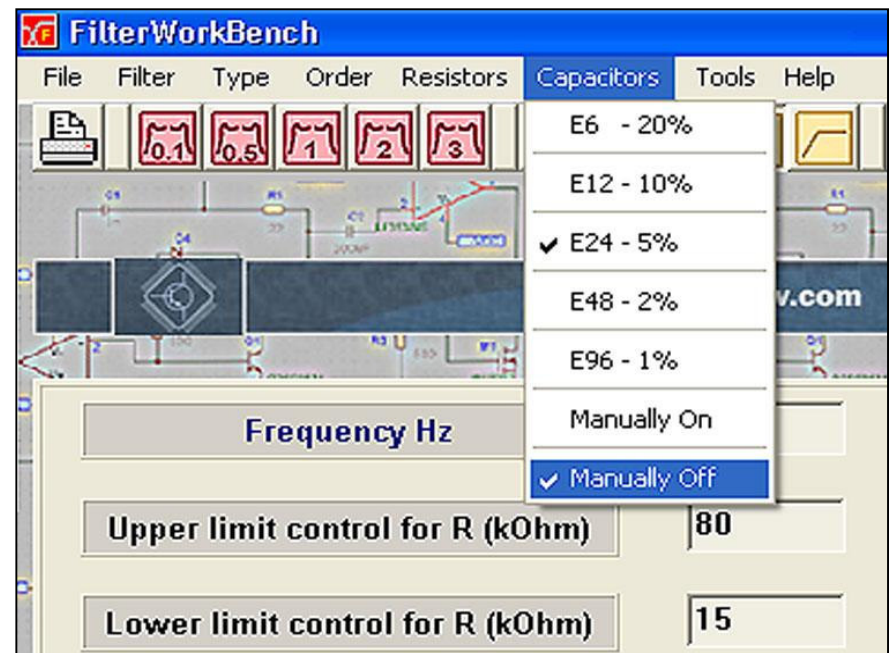 FilterWorkBench
File Filter Type Order Resistors Capacitors Tools Help
0.1 0.5 1 2 3
E6 - 20%
E12 - 10%
E24 - 5%
E48 - 2%
E96 - 1%
Manually On
Manually Off
v.com
Frequency Hz
Upper limit control for R (kOhm) 80
Lower limit control for R (kOhm) 15